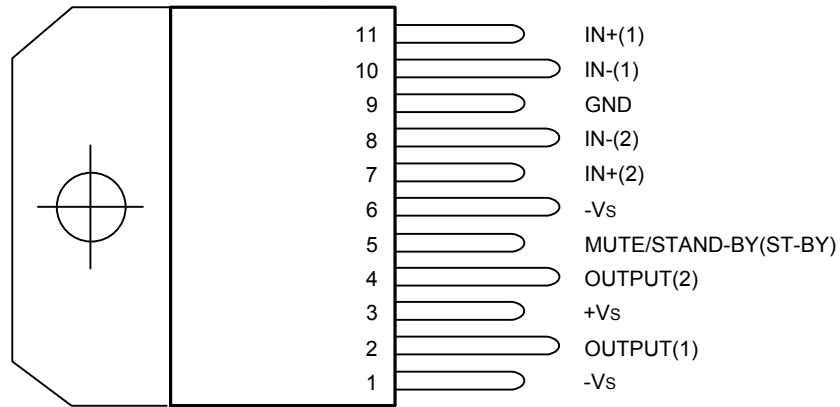 11 IN+(1)
10 IN-(1)
9 GND
8 IN-(2)
7 IN+(2)
6 -Vs
5 MUTE/STAND-BY(ST-BY)
4 OUTPUT(2)
3 +Vs
2 OUTPUT(1)
1 -Vs